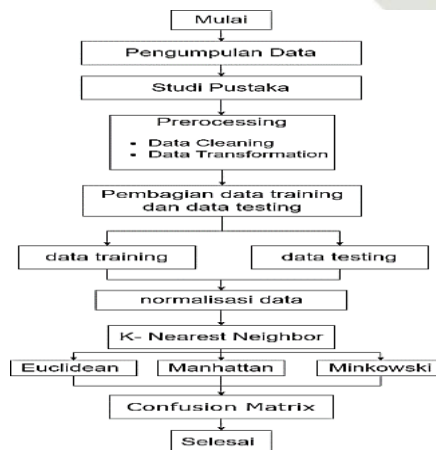 Mulai
Pengumpulan Data
Studi Pustaka
Prerocessing
• Data Cleaning
• Data Transformation
Pembagian data training
dan data testing
data training
data testing
normalisasi data
K- Nearest Neighbor
Euclidean
Manhattan
Minkowski
Confusion Matrix
Selesai